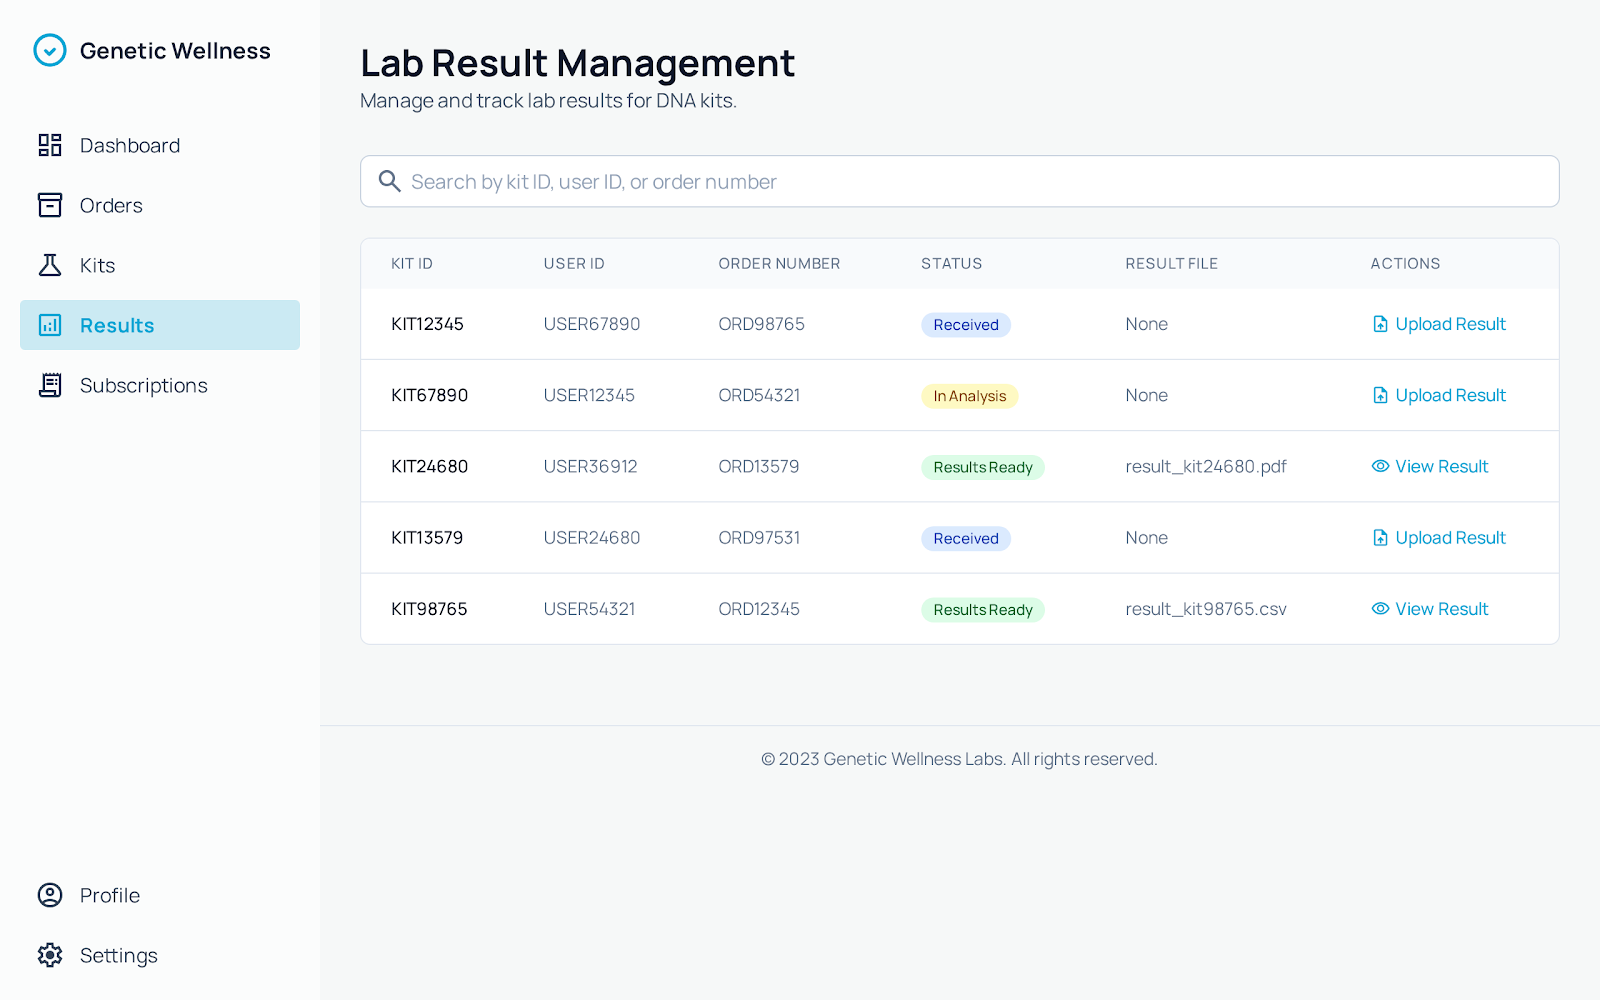 Genetic Wellness
Dashboard
Orders
Kits
Results
Subscriptions
Profile
Settings
Lab Result Management
Manage and track lab results for DNA kits.
Search by kit ID, user ID, or order number
KIT ID USER ID ORDER NUMBER STATUS RESULT FILE ACTIONS
KIT12345 USER67890 ORD98765 Received None Upload Result
KIT67890 USER12345 ORD54321 In Analysis None Upload Result
KIT24680 USER36912 ORD13579 Results Ready result_kit24680.pdf View Result
KIT13579 USER24680 ORD97531 Received None Upload Result
KIT98765 USER54321 ORD12345 Results Ready result_kit98765.csv View Result
© 2023 Genetic Wellness Labs. All rights reserved.